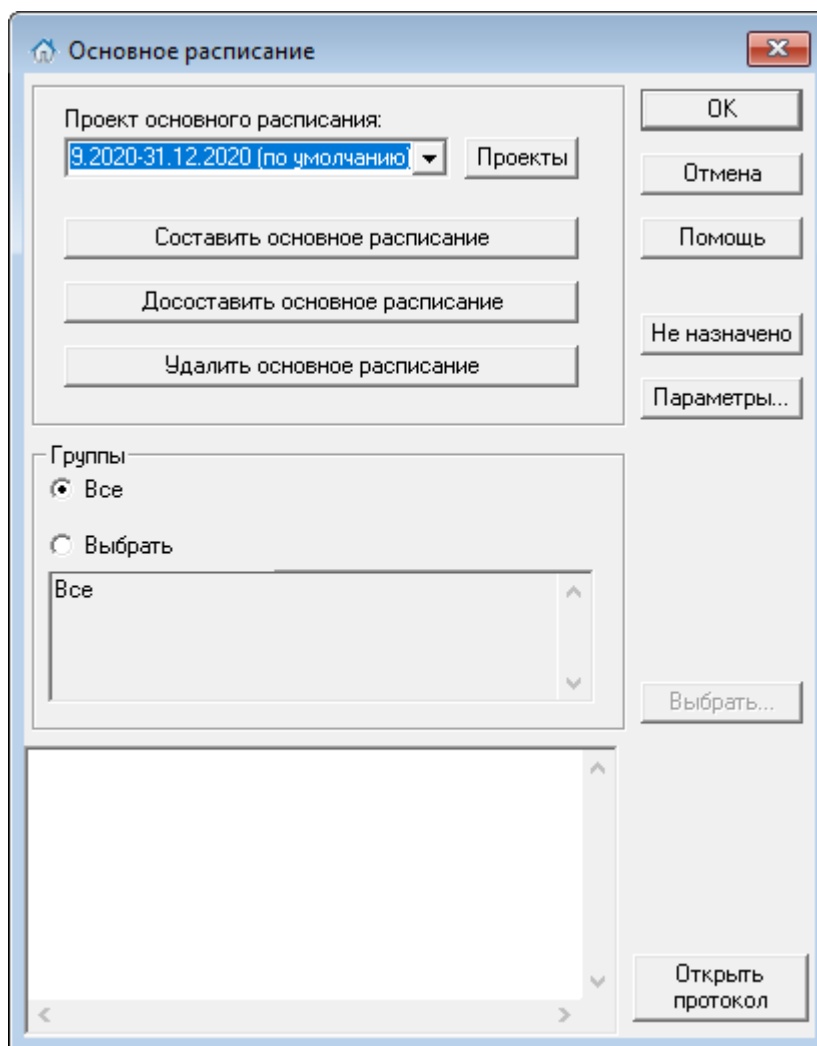 Основное расписание
Проект основного расписания:
9.2020-31.12.2020 (по умолчанию)
Проекты
Составить основное расписание
Досоставить основное расписание
Удалить основное расписание
OK
Отмена
Помощь
Не назначено
Параметры...
Группы
Все
Выбрать
Все
Выбрать...
Открыть
протокол